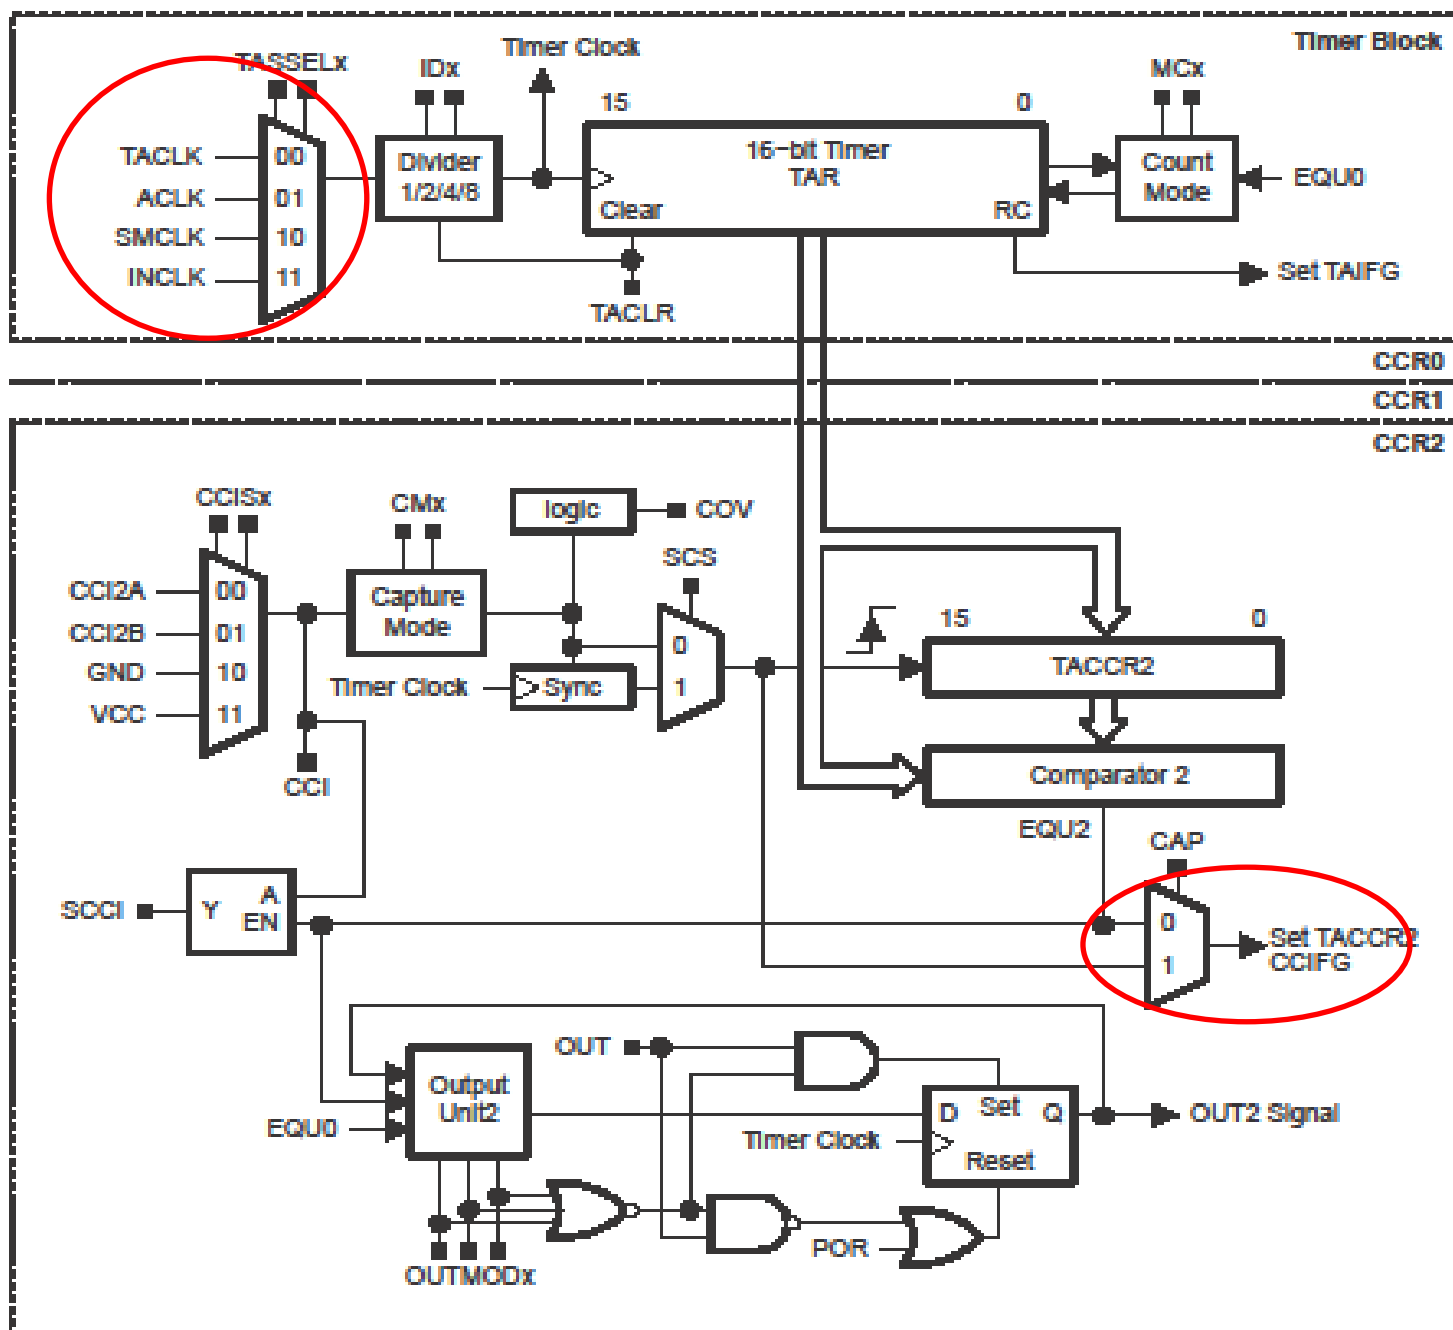 Timer Block
Timer Clock
TASSELx
IDx
MCx
15
0
TACLK
00
ACLK
01
SMCLK
10
INCLK
11
Divider
1/2/4/8
16-bit Timer
TAR
Clear
RC
Count
Mode
EQU0
Set TAIFG
TACLR
CCR0
CCR1
CCR2
CCISx
CMx
logic
COV
SCS
CCI2A
00
CCI2B
01
GND
10
VCC
11
Capture
Mode
0
1
Timer Clock
Sync
15
0
TACCR2
CCI
Comparator 2
EQU2
CAP
SCCI
Y
A
EN
0
1
Set TACCR2
CCIFG
OUT
Output
Unit2
EQU0
D
Set
Q
Timer Clock
Reset
OUT2 Signal
POR
OUTMODx